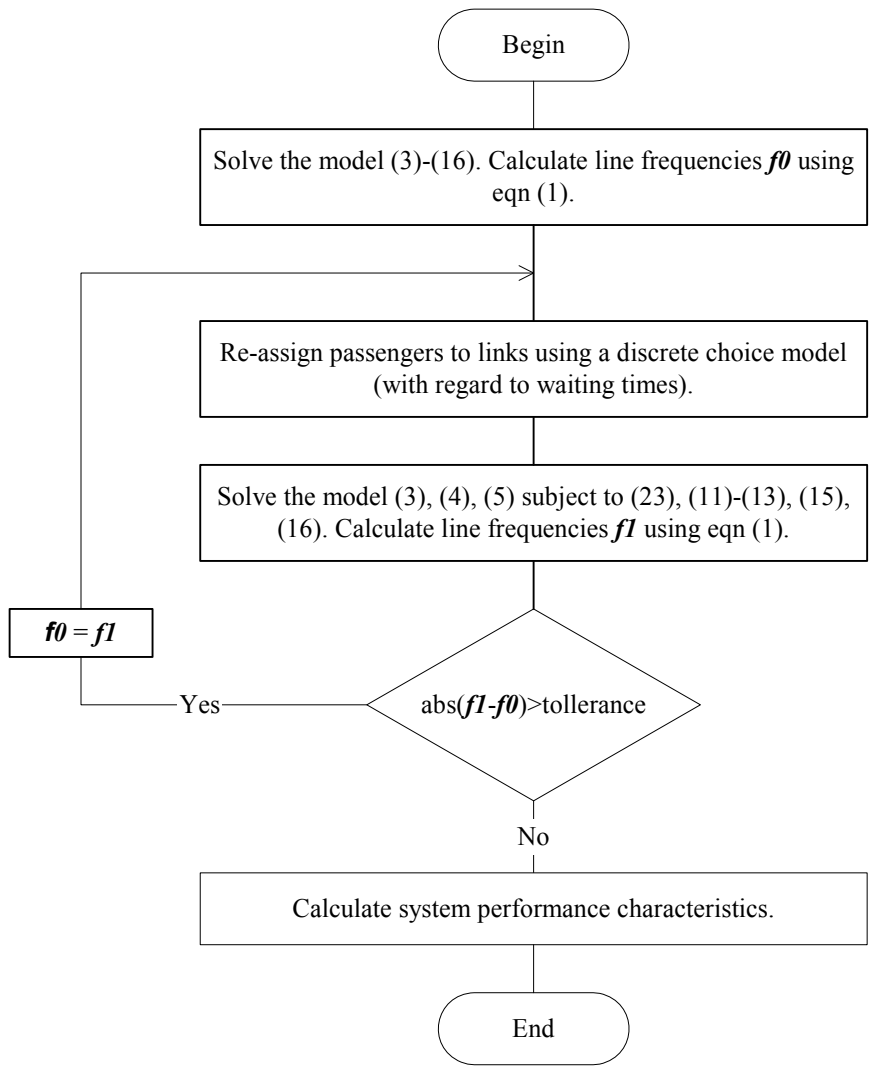 Begin
Solve the model (3)-(16). Calculate line frequencies f0 using
eqn (1).
Re-assign passengers to links using a discrete choice model
(with regard to waiting times).
Solve the model (3), (4), (5) subject to (23), (11)-(13), (15),
(16). Calculate line frequencies f1 using eqn (1).
f0 = f1
Yes
abs(f1-f0)>tollerance
No
Calculate system performance characteristics.
End